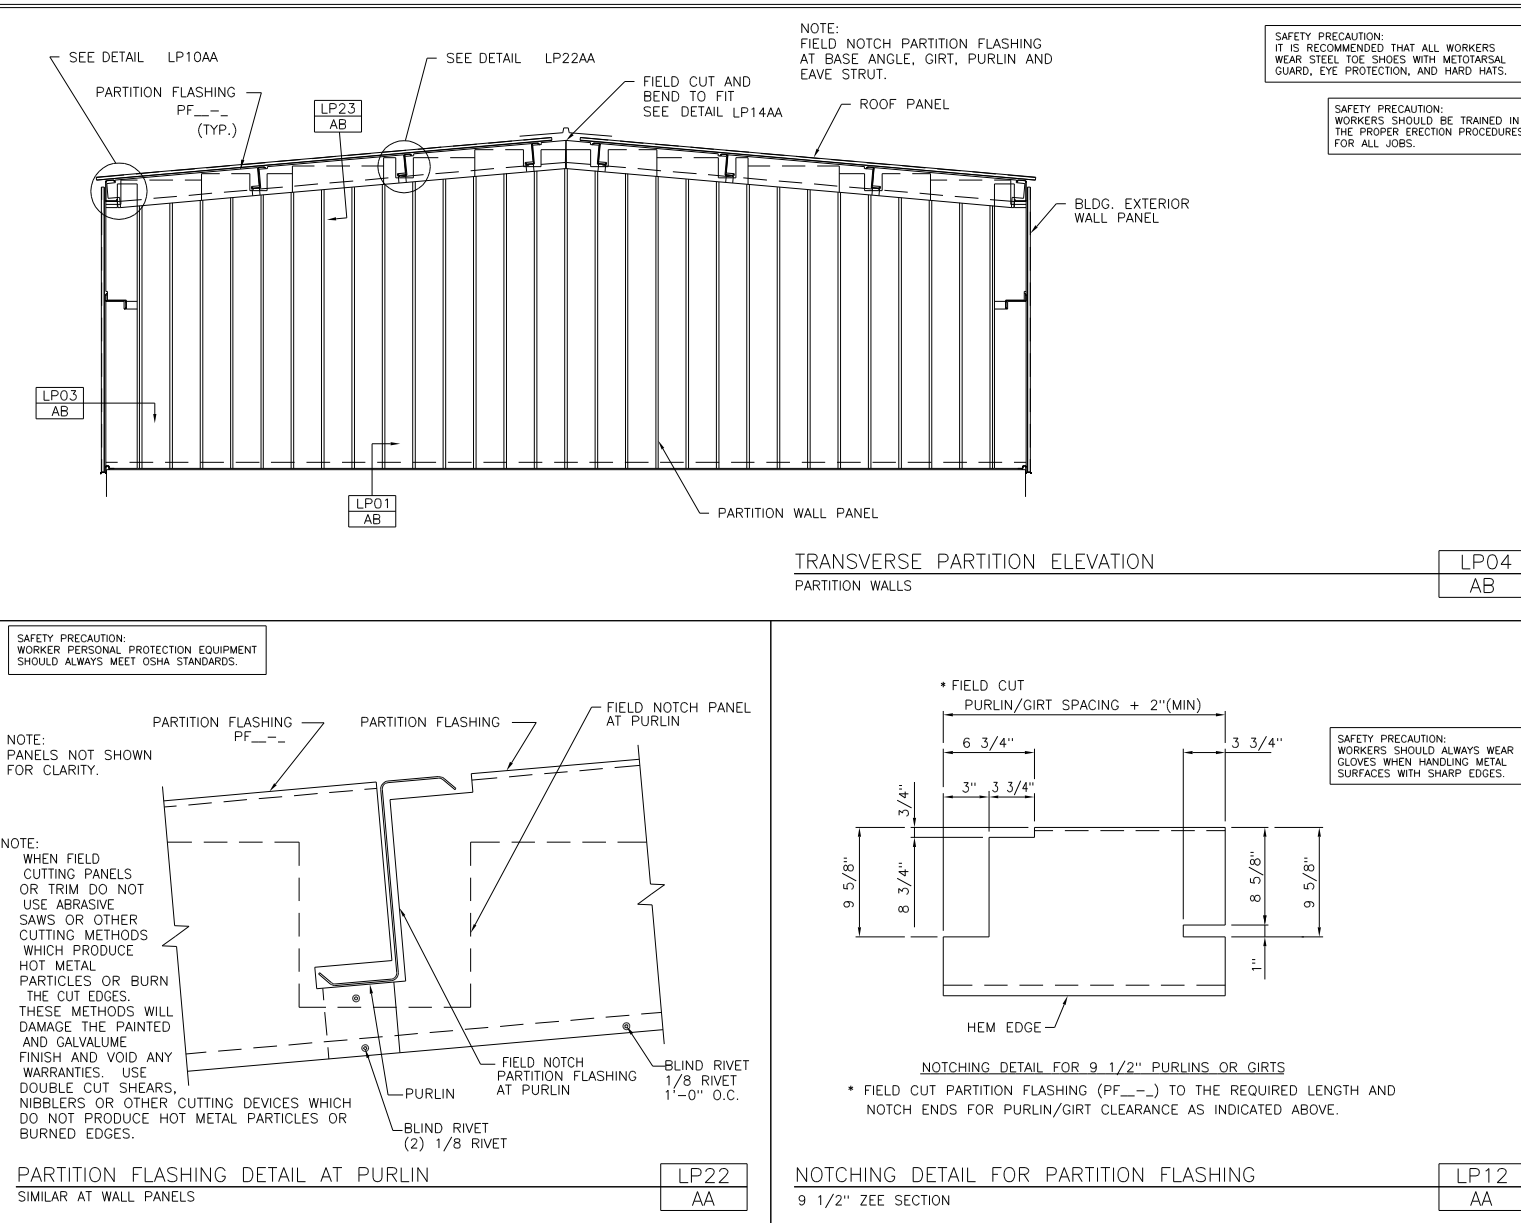 SEE DETAIL LP10AA
PARTITION FLASHING
PF__-_
(TYP.)
LP23
AB
SEE DETAIL LP22AA
FIELD CUT AND
BEND TO FIT
SEE DETAIL LP14AA
NOTE:
FIELD NOTCH PARTITION FLASHING
AT BASE ANGLE, GIRT, PURLIN AND
EAVE STRUT.
ROOF PANEL
SAFETY PRECAUTION:
IT IS RECOMMENDED THAT ALL WORKERS
WEAR STEEL TOE SHOES WITH METOTARSAL
GUARD, EYE PROTECTION, AND HARD HATS.
SAFETY PRECAUTION:
WORKERS SHOULD BE TRAINED IN
THE PROPER ERECTION PROCEDURES
FOR ALL JOBS.
BLDG. EXTERIOR
WALL PANEL
LP03
AB
LP01
AB
PARTITION WALL PANEL
TRANSVERSE PARTITION ELEVATION
PARTITION WALLS
LP04
AB
SAFETY PRECAUTION:
WORKER PERSONAL PROTECTION EQUIPMENT
SHOULD ALWAYS MEET OSHA STANDARDS.
NOTE:
PANELS NOT SHOWN
FOR CLARITY.
PARTITION FLASHING
PF__-_
PARTITION FLASHING
FIELD NOTCH PANEL
AT PURLIN
NOTE:
WHEN FIELD
CUTTING PANELS
OR TRIM DO NOT
USE ABRASIVE
SAWS OR OTHER
CUTTING METHODS
WHICH PRODUCE
HOT METAL
PARTICLES OR BURN
THE CUT EDGES.
THESE METHODS WILL
DAMAGE THE PAINTED
AND GALVALUME
FINISH AND VOID ANY
WARRANTIES. USE
DOUBLE CUT SHEARS,
NIBBLERS OR OTHER CUTTING DEVICES WHICH
DO NOT PRODUCE HOT METAL PARTICLES OR
BURNED EDGES.
PURLIN
BLIND RIVET
(2) 1/8 RIVET
FIELD NOTCH
PARTITION FLASHING
AT PURLIN
BLIND RIVET
1/8 RIVET
1'-0" O.C.
PARTITION FLASHING DETAIL AT PURLIN
SIMILAR AT WALL PANELS
LP22
AA
* FIELD CUT
PURLIN/GIRT SPACING + 2"(MIN)
6 3/4"
3 3/4"
3"
3 3/4"
3/4"
9 5/8"
8 3/4"
8 5/8"
9 5/8"
1"
HEM EDGE
SAFETY PRECAUTION:
WORKERS SHOULD ALWAYS WEAR
GLOVES WHEN HANDLING METAL
SURFACES WITH SHARP EDGES.
NOTCHING DETAIL FOR 9 1/2" PURLINS OR GIRTS
* FIELD CUT PARTITION FLASHING (PF__-_) TO THE REQUIRED LENGTH AND
NOTCH ENDS FOR PURLIN/GIRT CLEARANCE AS INDICATED ABOVE.
NOTCHING DETAIL FOR PARTITION FLASHING
9 1/2" ZEE SECTION
LP12
AA